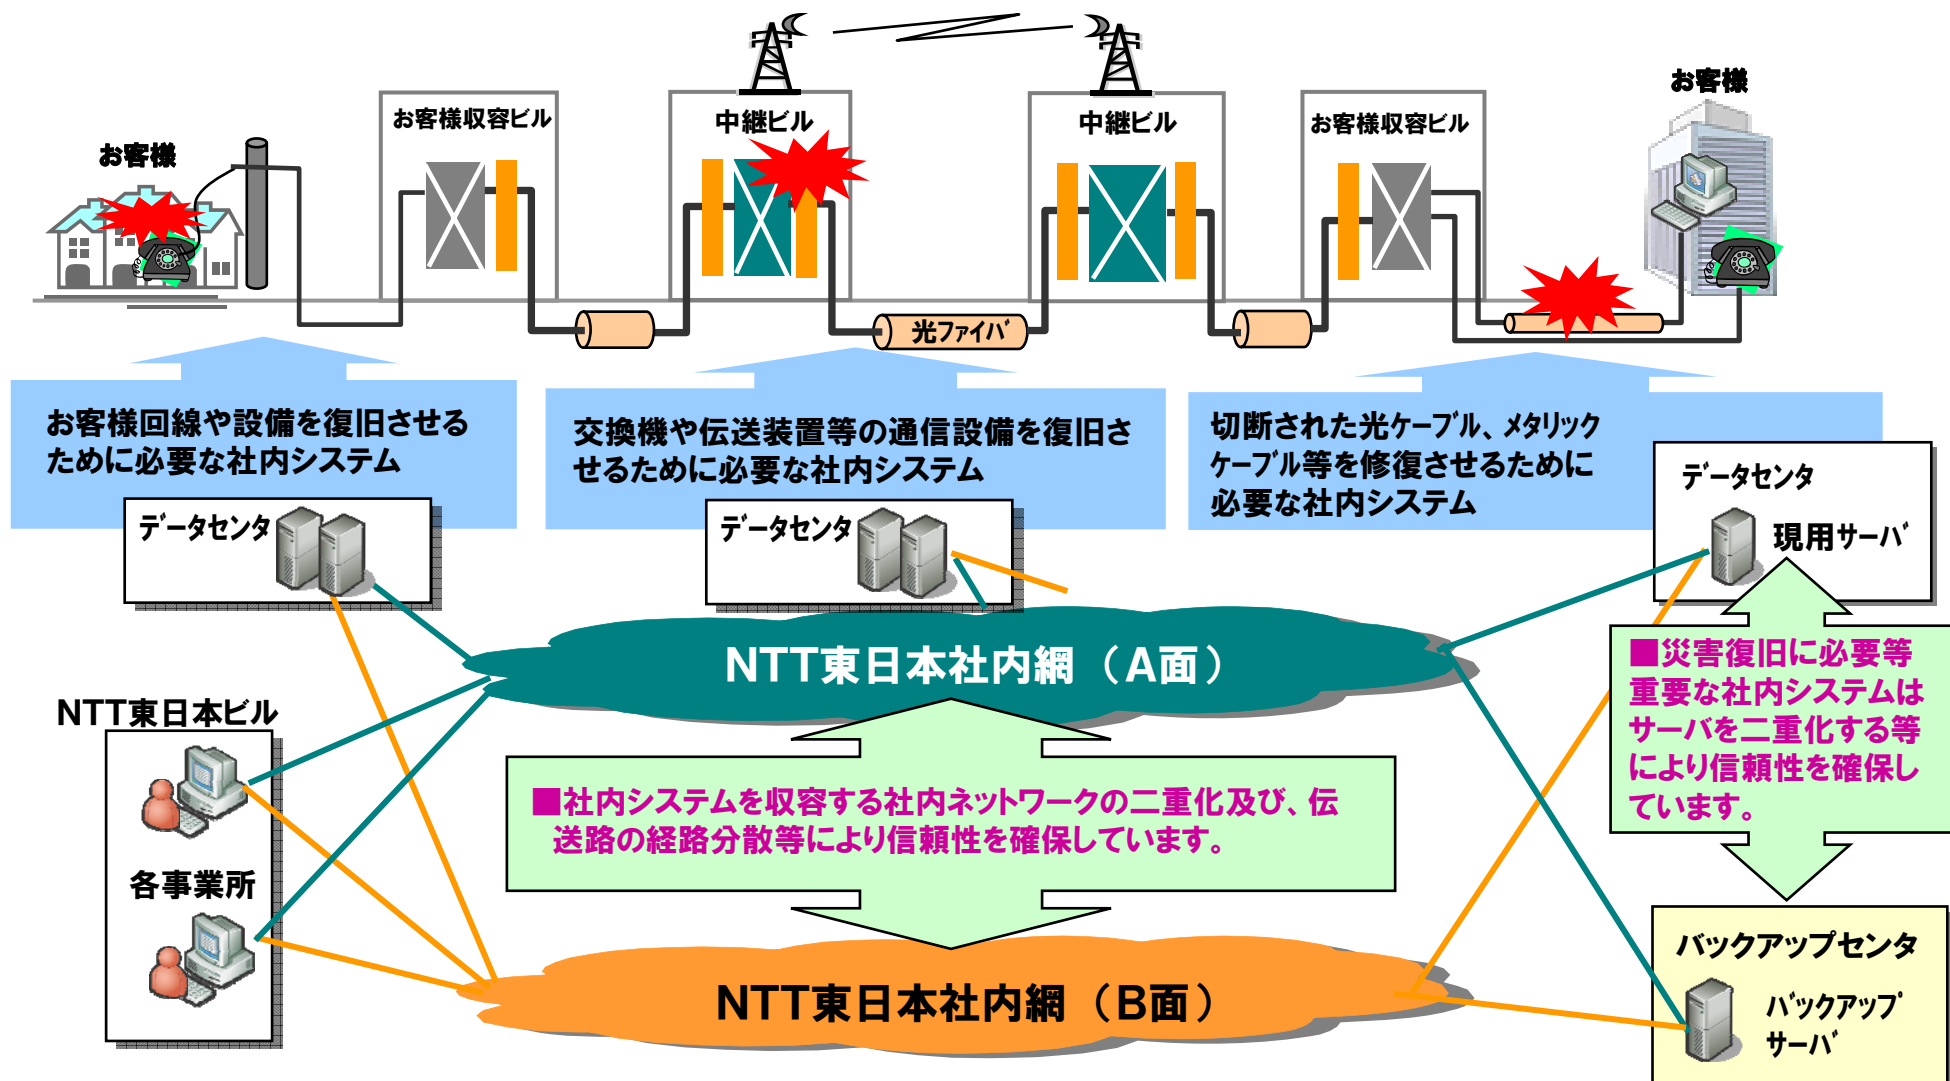 お客様
お客様収容ビル
中継ビル
中継ビル
お客様収容ビル
お客様
光ファイバ
お客様回線や設備を復旧させる
ために必要な社内システム
交換機や伝送装置等の通信設備を復旧さ
せるために必要な社内システム
切断された光ケーブル、メタリック
ケーブル等を修復させるために
必要な社内システム
データセンタ
データセンタ
データセンタ
現用サーバ
NTT東日本社内網（A面）
■災害復旧に必要等
重要な社内システムは
サーバを二重化する等
により信頼性を確保し
ています。
NTT東日本ビル
各事業所
■社内システムを収容する社内ネットワークの二重化及び、伝
送路の経路分散等により信頼性を確保しています。
NTT東日本社内網（B面）
バックアップセンタ
バックアップ
サーバ